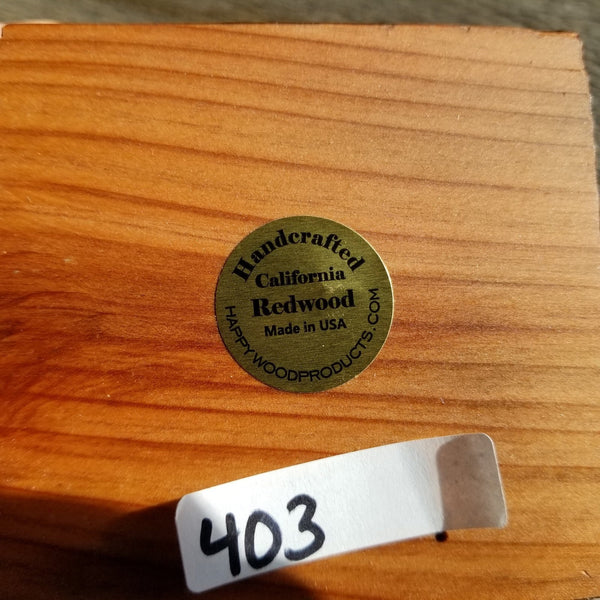 Handcrafted
California
Redwood
Made in USA
HAPPYWOODPRODUCTS.COM
403